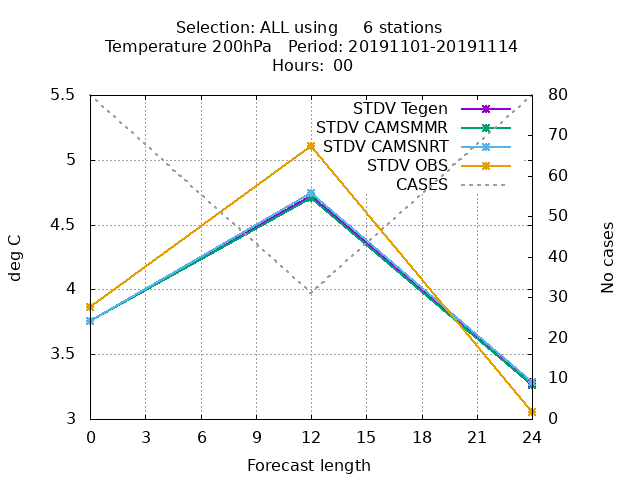 Selection: ALL using     6 stations
Temperature 200hPa   Period: 20191101-20191114
Hours:  00
STDV Tegen
STDV CAMSMMR
STDV CAMSNRT
STDV OBS
CASES
deg C
5.5
5
4.5
4
3.5
3
80
70
60
50
40
30
20
10
0
No cases
0 3 6 9 12 15 18 21 24
Forecast length